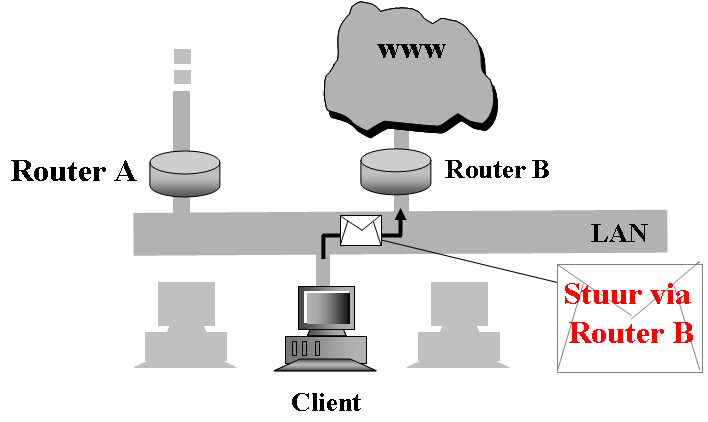 www
Router A
Router B
LAN
Stuur via
Router B
Client